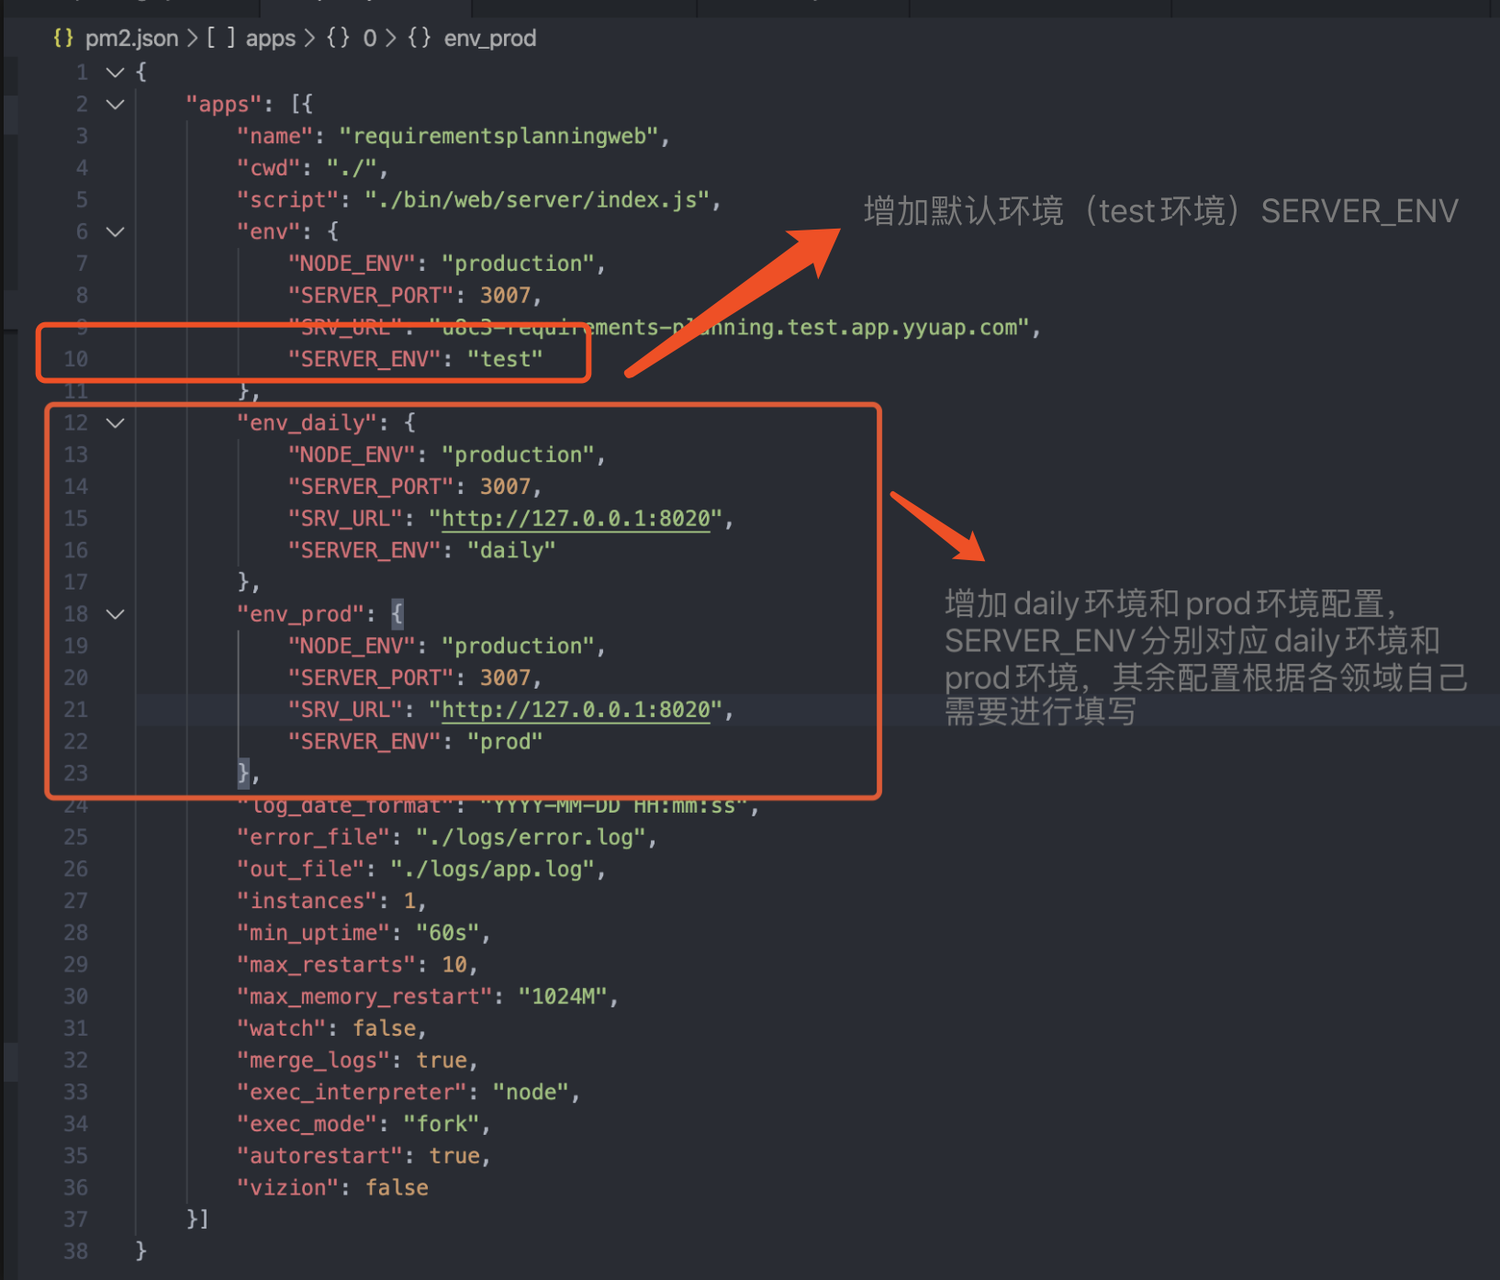 {} pm2.json > [ ] apps > {} 0 > {} env_prod
1 {
2 "apps": [{
3 "name": "requirementsplanningweb",
4 "cwd": "./",
5 "script": "./bin/web/server/index.js",
增加默认环境（test环境）SERVER_ENV
6 "env": {
7 "NODE_ENV": "production",
8 "SERVER_PORT": 3007,
9 "SRV_URL": "u8c3-requirements-planning.test.app.yyuap.com",
10 "SERVER_ENV": "test"
11 },
12 "env_daily": {
13 "NODE_ENV": "production",
14 "SERVER_PORT": 3007,
15 "SRV_URL": "http://127.0.0.1:8020",
16 "SERVER_ENV": "daily"
17 },
18 "env_prod": {
19 "NODE_ENV": "production",
20 "SERVER_PORT": 3007,
21 "SRV_URL": "http://127.0.0.1:8020",
22 "SERVER_ENV": "prod"
23 },
增加daily环境和prod环境配置，
SERVER_ENV分别对应daily环境和
prod环境，其余配置根据各领域自己
需要进行填写
24 "log_date_format": "YYYY-MM-DD HH:mm:ss",
25 "error_file": "./logs/error.log",
26 "out_file": "./logs/app.log",
27 "instances": 1,
28 "min_uptime": "60s",
29 "max_restarts": 10,
30 "max_memory_restart": "1024M",
31 "watch": false,
32 "merge_logs": true,
33 "exec_interpreter": "node",
34 "exec_mode": "fork",
35 "autorestart": true,
36 "vizion": false
37 }]
38 }